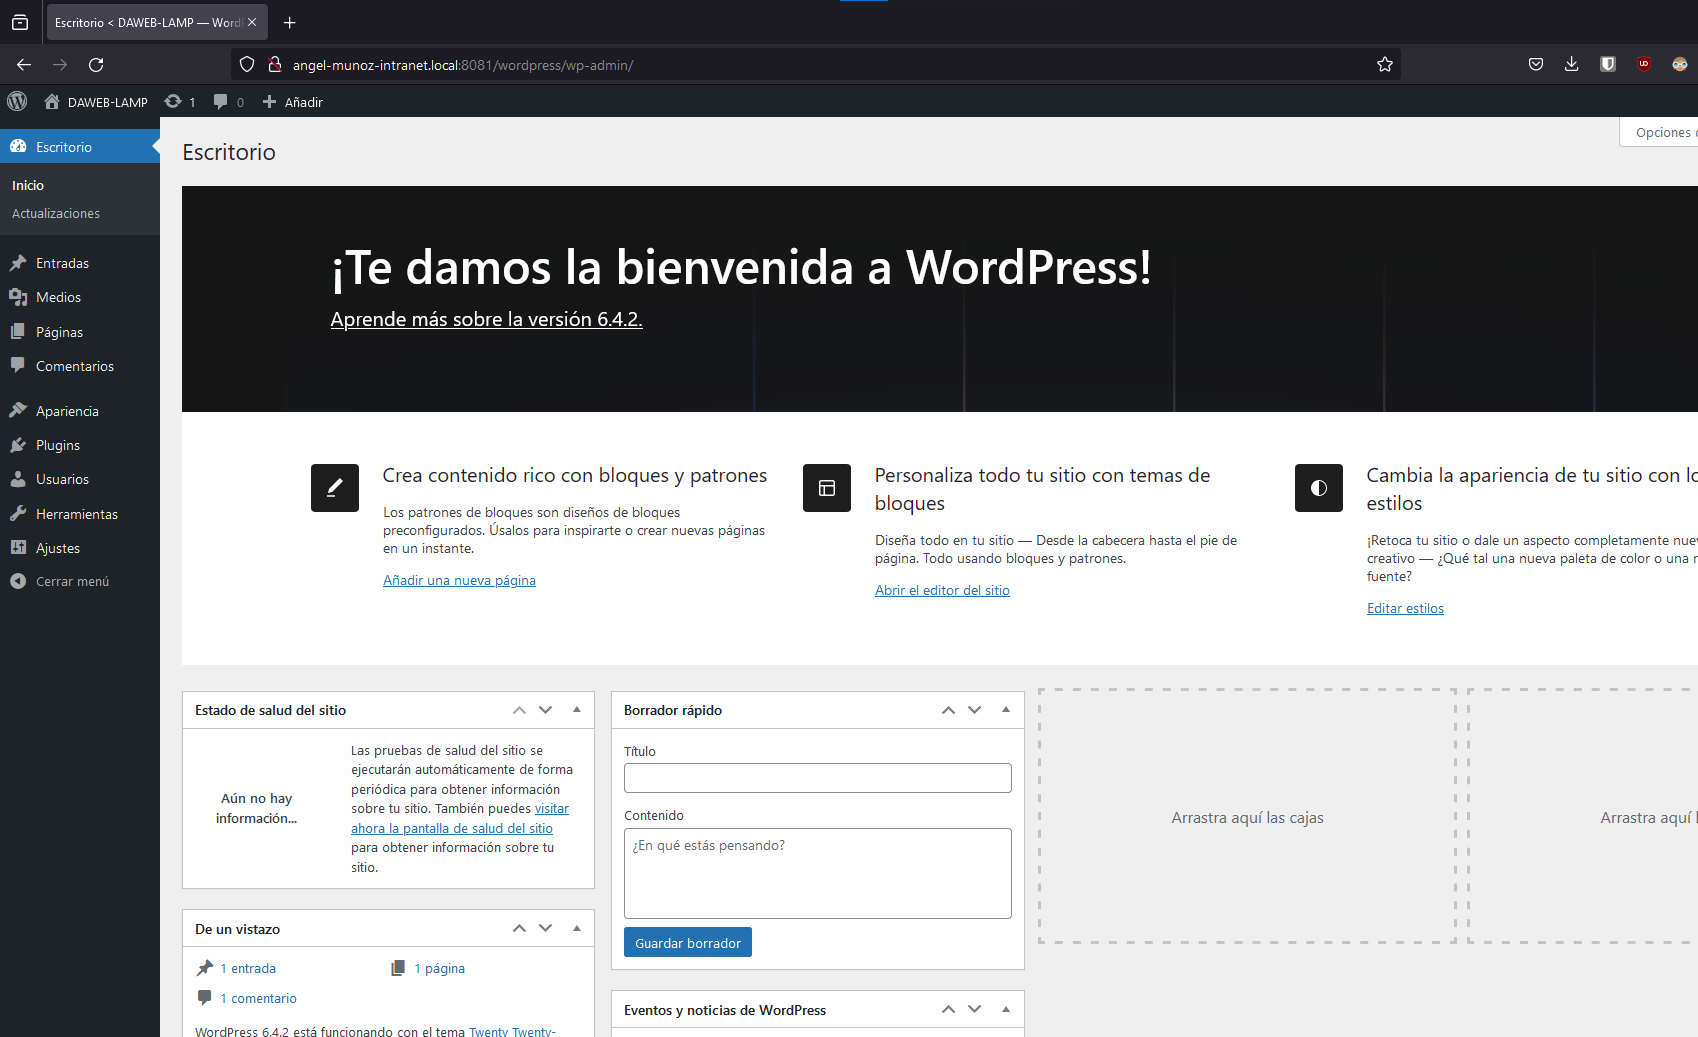 Escritorio < DAWEB-LAMP — Word
angel-munoz-intranet.local:8081/wordpress/wp-admin/
DAWEB-LAMP 1 0 Añadir
Escritorio
Inicio
Actualizaciones
Entradas
Medios
Páginas
Comentarios
Apariencia
Plugins
Usuarios
Herramientas
Ajustes
Cerrar menú
Opciones
Escritorio
¡Te damos la bienvenida a WordPress!
Aprende más sobre la versión 6.4.2.
Crea contenido rico con bloques y patrones
Los patrones de bloques son diseños de bloques
preconfigurados. Úsalos para inspirarte o crear nuevas páginas
en un instante.
Añadir una nueva página
Personaliza todo tu sitio con temas de
bloques
Diseña todo en tu sitio — Desde la cabecera hasta el pie de
página. Todo usando bloques y patrones.
Abrir el editor del sitio
Cambia la apariencia de tu sitio con
estilos
¡Retoca tu sitio o dale un aspecto completamente
creativo — ¿Qué tal una nueva paleta de color o una
fuente?
Editar estilos
Estado de salud del sitio
Aún no hay
información...
Las pruebas de salud del sitio se
ejecutarán automáticamente de forma
periódica para obtener información
sobre tu sitio. También puedes visitar
ahora la pantalla de salud del sitio
para obtener información sobre tu
sitio.
De un vistazo
1 entrada
1 página
1 comentario
WordPress 6.4.2 está funcionando con el tema Twenty Twenty-
Borrador rápido
Título
Contenido
¿En qué estás pensando?
Guardar borrador
Eventos y noticias de WordPress
Arrastra aquí las cajas
Arrastra aquí